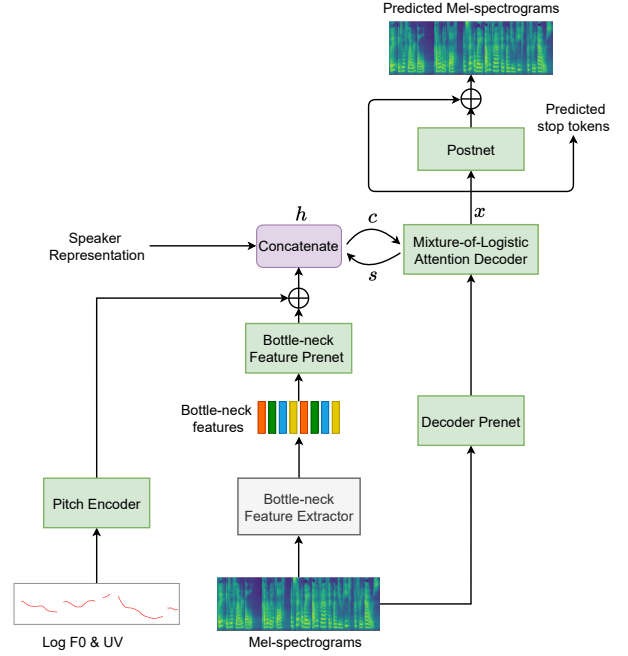 Predicted Mel-spectrograms
Predicted
stop tokens
Postnet
x
h
c
Speaker
Representation
Concatenate
Mixture-of-Logistic
Attention Decoder
s
Bottle-neck
Feature Prenet
Bottle-neck
features
Decoder Prenet
Pitch Encoder
Bottle-neck
Feature Extractor
Log F0 & UV
Mel-spectrograms